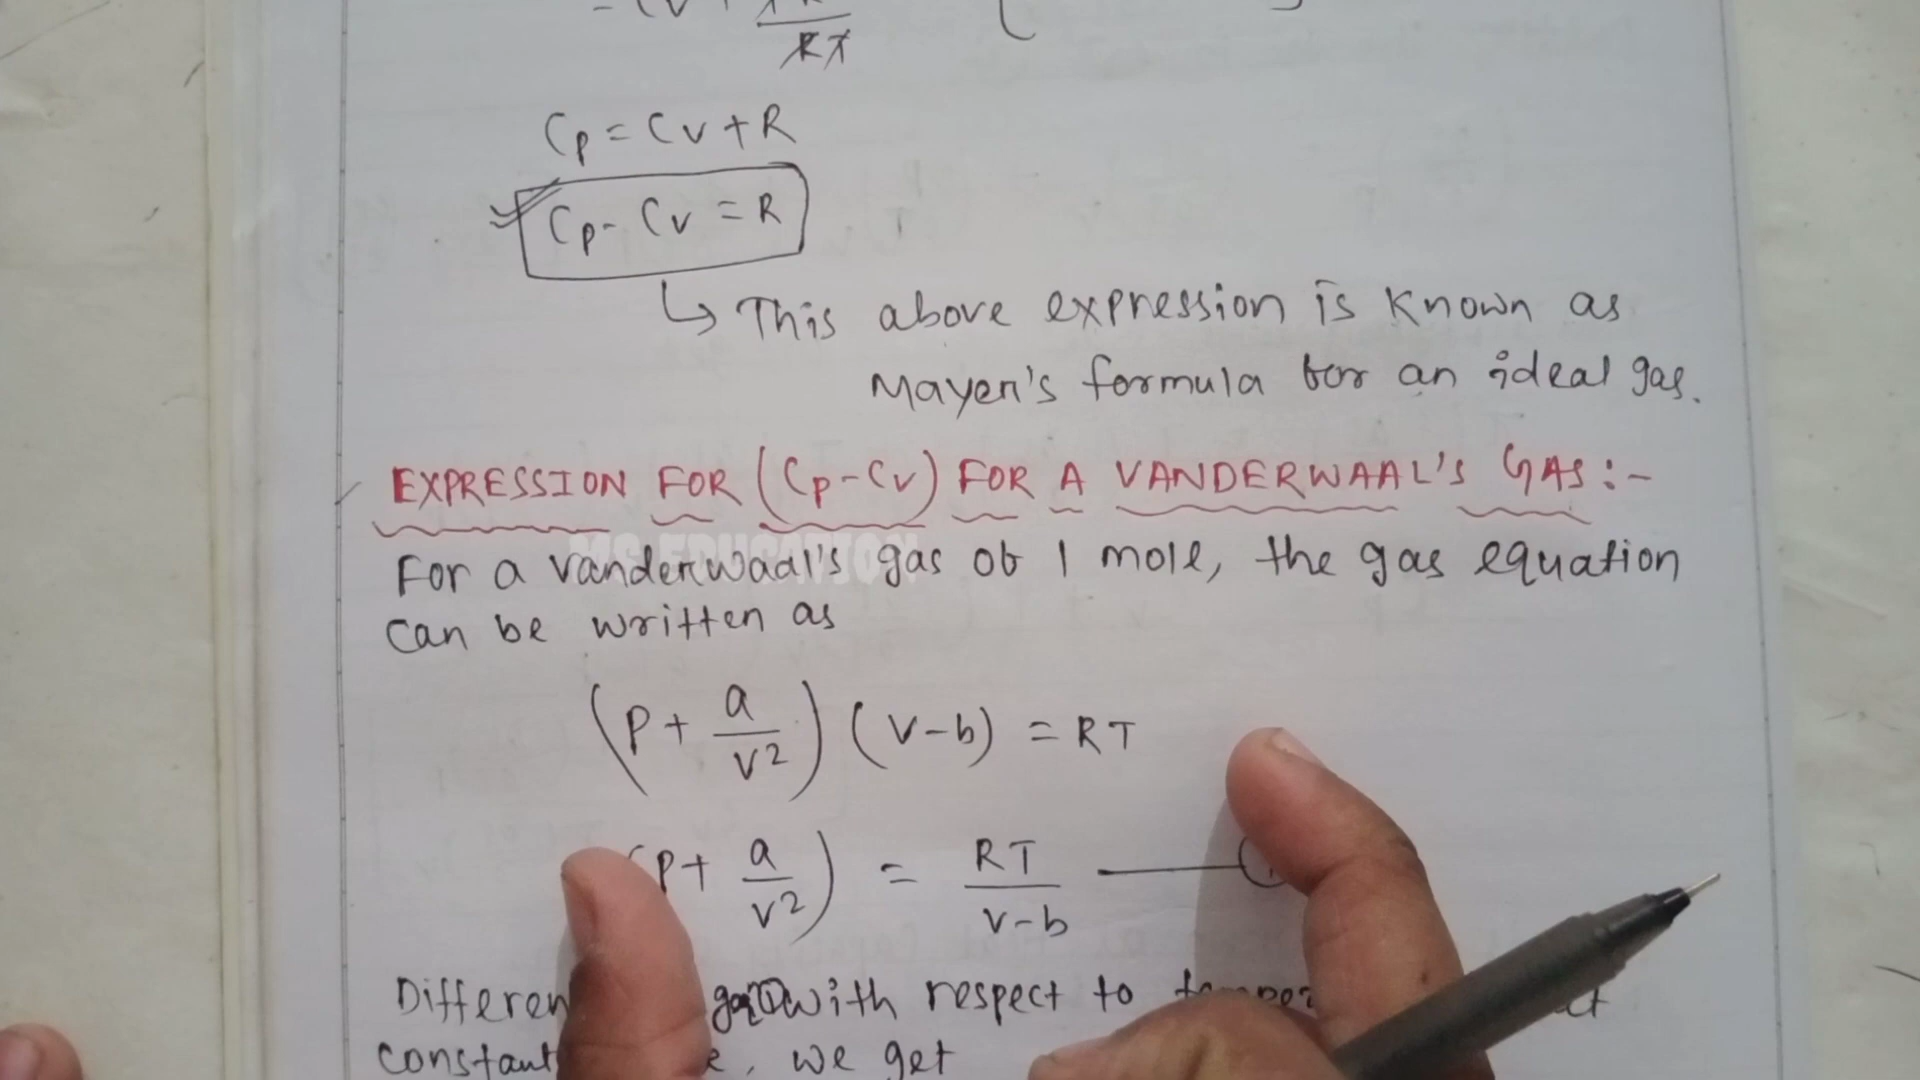 RT
Cp = Cv + R
Cp - Cv = R
↳ This above expression is known as
Mayer's formula for an ideal gas.
EXPRESSION FOR (Cp-Cv) FOR A VANDERWAAL'S GAS:-
For a vanderwaal's gas of 1 mole, the gas equation
can be written as
(P + a/v²) (v-b) = RT
(P + a/v²) = RT/v-b
with respect to
constant we get